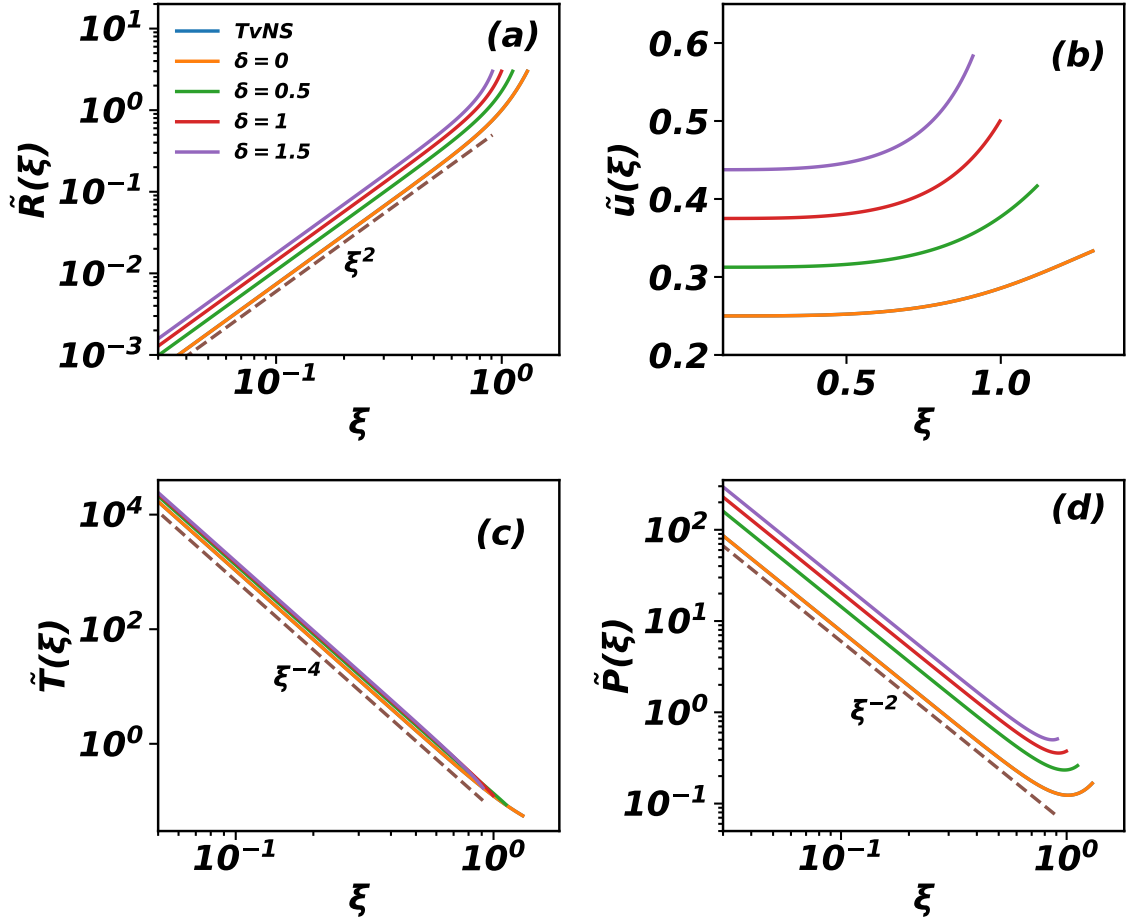 10¹
10⁰
10⁻¹
10⁻²
10⁻³
R̃(ξ)
TvNS
δ = 0
δ = 0.5
δ = 1
δ = 1.5
(a)
ξ²
10⁻¹
10⁰
ξ
0.6
0.5
0.4
0.3
0.2
ũ(ξ)
(b)
0.5
1.0
ξ
10⁴
10²
10⁰
T̃(ξ)
(c)
ξ⁻⁴
10⁻¹
10⁰
ξ
10²
10¹
10⁰
10⁻¹
P̃(ξ)
(d)
ξ⁻²
10⁻¹
10⁰
ξ